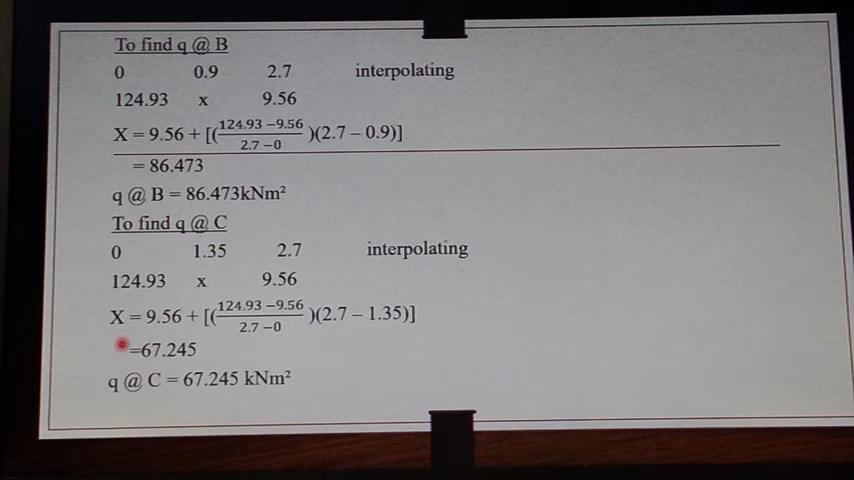 To find q @ B
0 0.9 2.7 interpolating
124.93 x 9.56
X = 9.56 + [(124.93 −9.56 / 2.7 −0 )(2.7 – 0.9)]
= 86.473
q @ B = 86.473kNm²
To find q @ C
0 1.35 2.7 interpolating
124.93 x 9.56
X = 9.56 + [(124.93 −9.56 / 2.7 −0 )(2.7 – 1.35)]
=67.245
q @ C = 67.245 kNm²